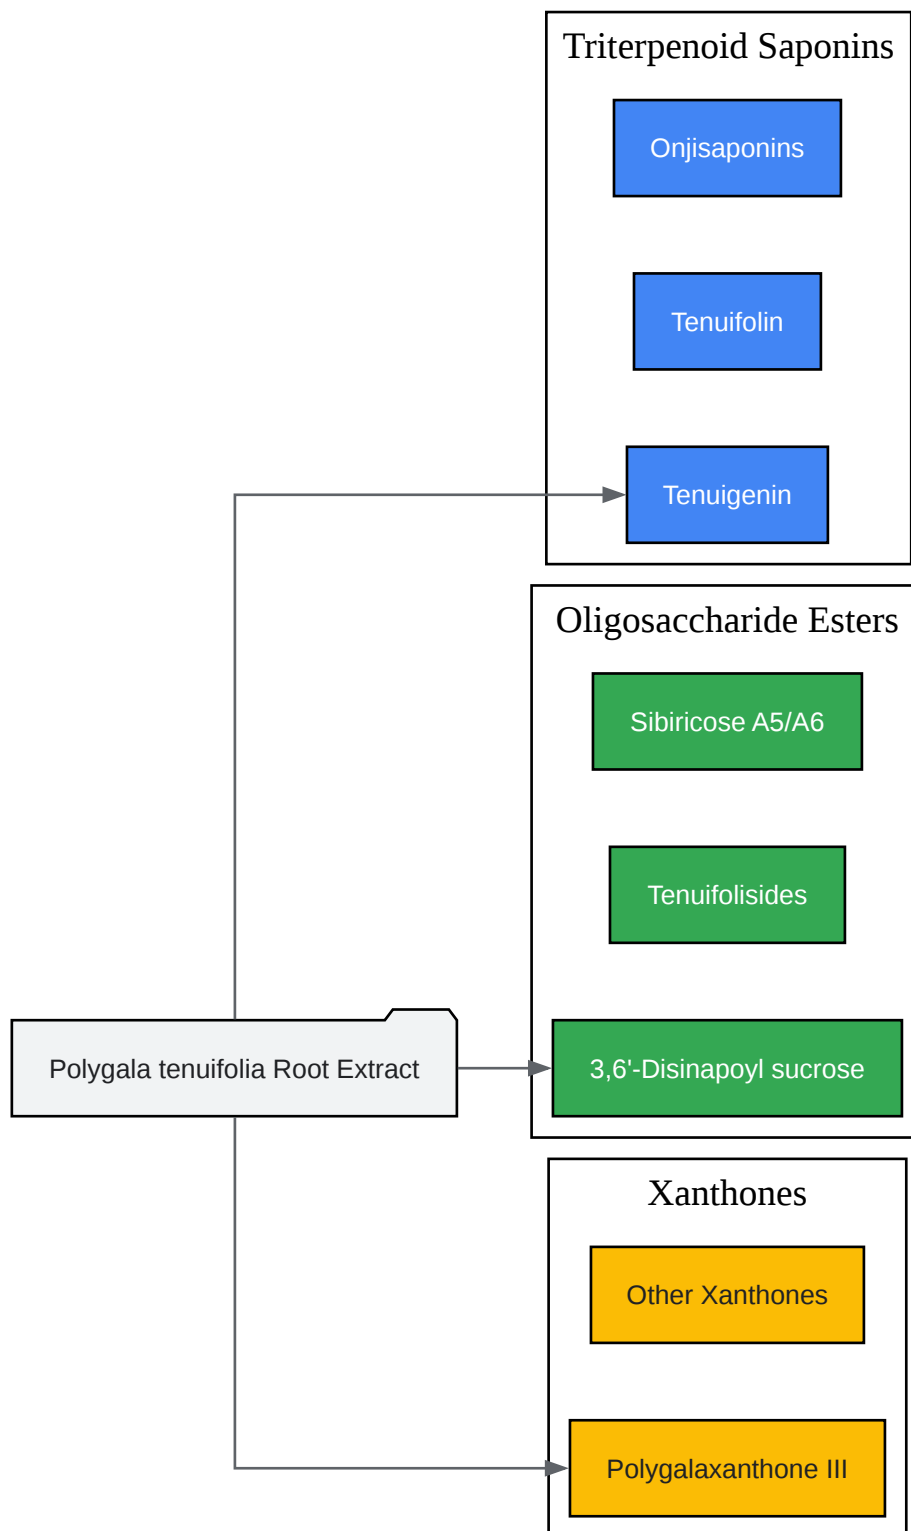 Triterpenoid Saponins
Onjisaponins
Tenuifolin
Tenuigenin
Oligosaccharide Esters
Sibiricose A5/A6
Tenuifolisides
Polygala tenuifolia Root Extract
3,6'-Disinapoyl sucrose
Xanthones
Other Xanthones
Polygalaxanthone III